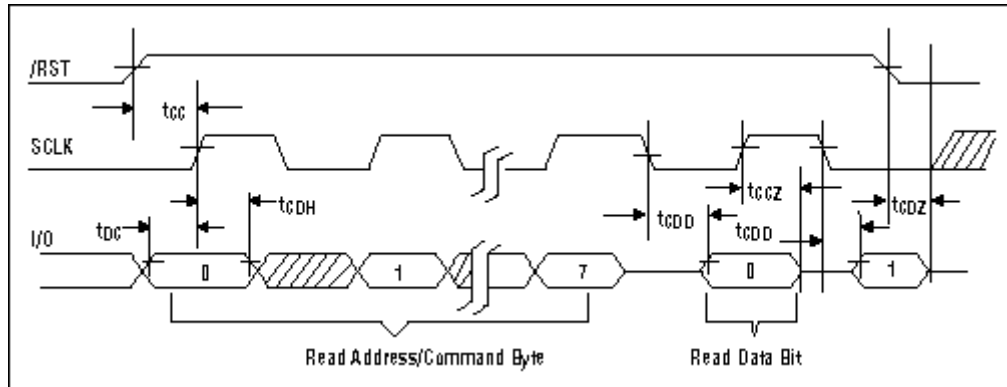 /RST
tCC
SCLK
tCCZ
tCDH
tCDD
tCDZ
tDC
tCDD
I/O
0
1
7
0
1
Read Address/Command Byte
Read Data Bit